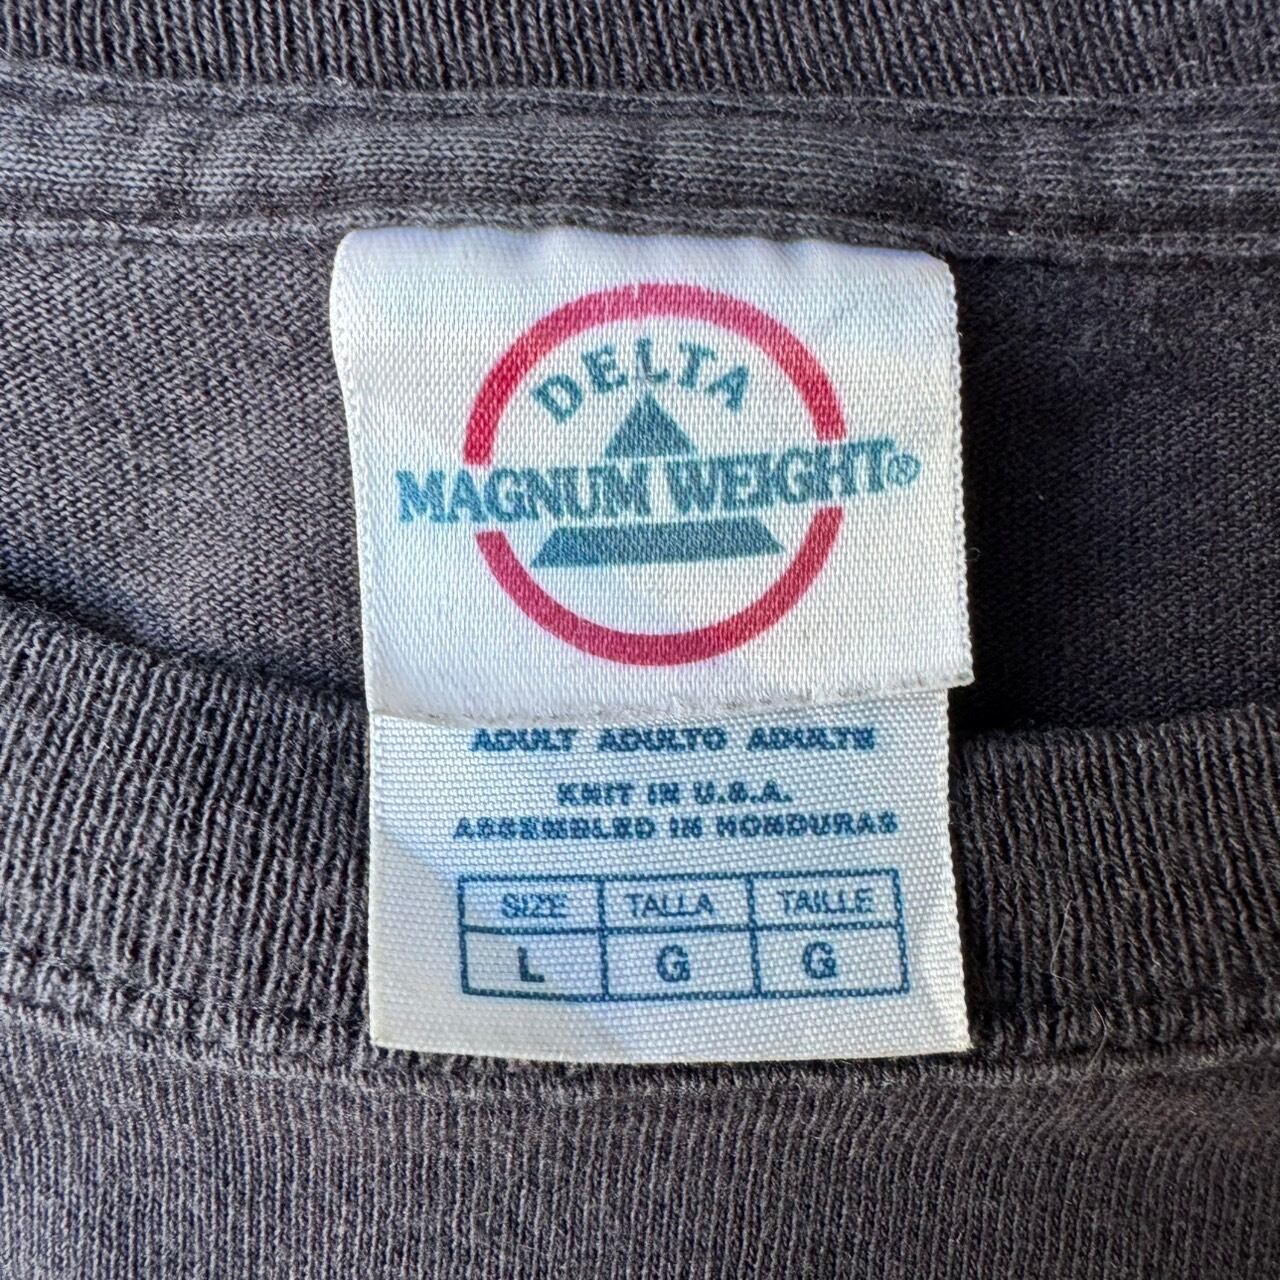 DELTA
MAGNUM WEIGHT®
ADULT ADULTO ADULTE
KNIT IN U.S.A.
ASSEMBLED IN HONDURAS
SIZE TALLA TAILLE
L G G